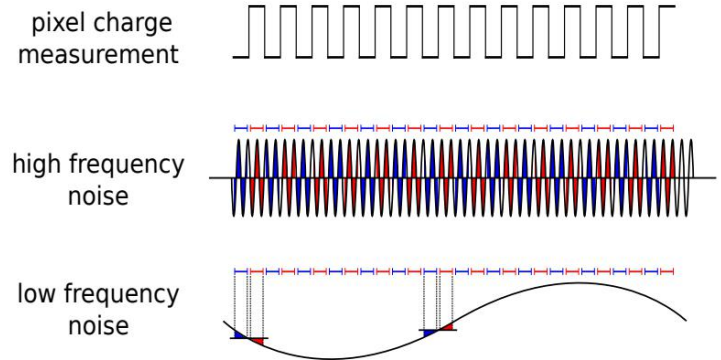 pixel charge
measurement
high frequency
noise
low frequency
noise